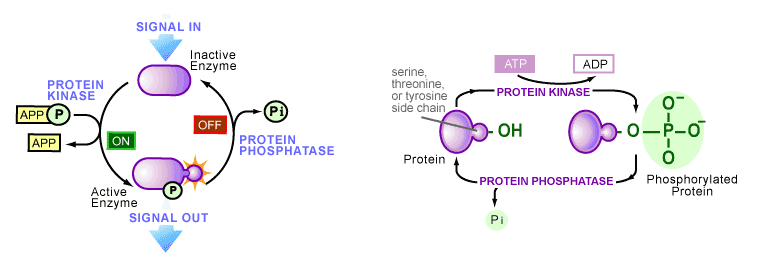 SIGNAL IN
Inactive
Enzyme
PROTEIN
KINASE
APP P
APP
ON
OFF
Pi
PROTEIN
PHOSPHATASE
P
Active
Enzyme
SIGNAL OUT
serine,
threonine,
or tyrosine
side chain
ATP
ADP
PROTEIN KINASE
OH
Protein
O⁻
O P O⁻
O
PROTEIN PHOSPHATASE
Phosphorylated
Protein
Pi